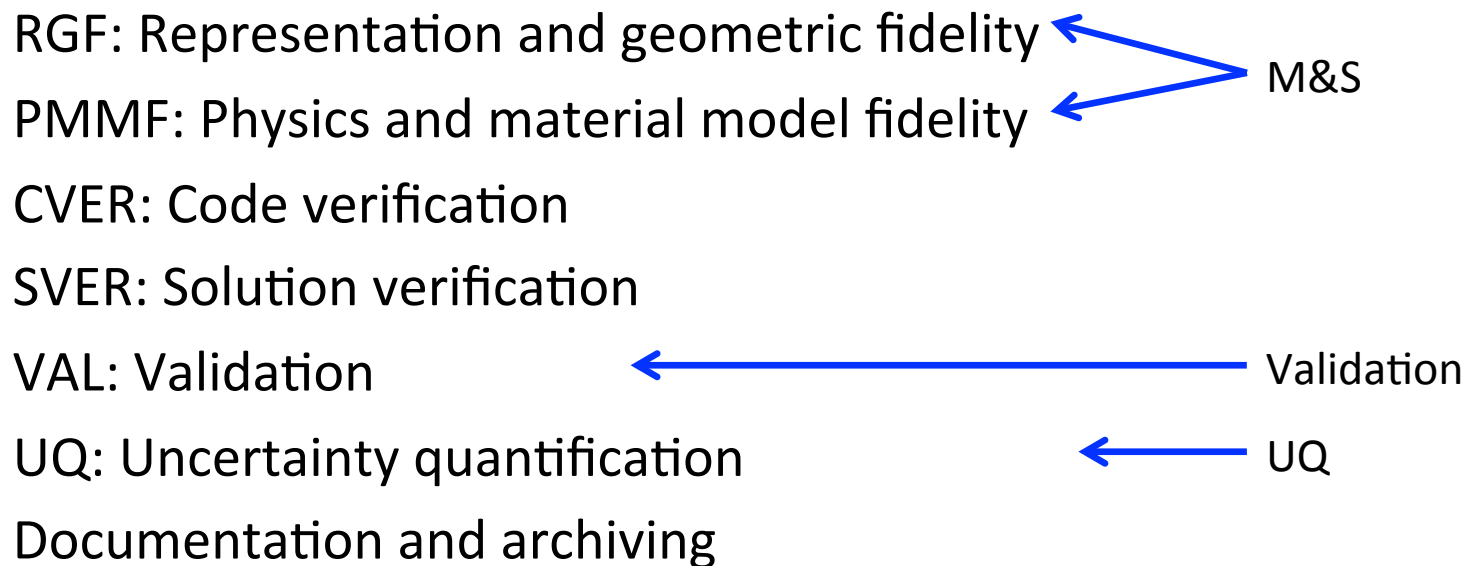 RGF: Representation and geometric fidelity
M&S
PMMF: Physics and material model fidelity
CVER: Code verification
SVER: Solution verification
VAL: Validation
Validation
UQ: Uncertainty quantification
UQ
Documentation and archiving